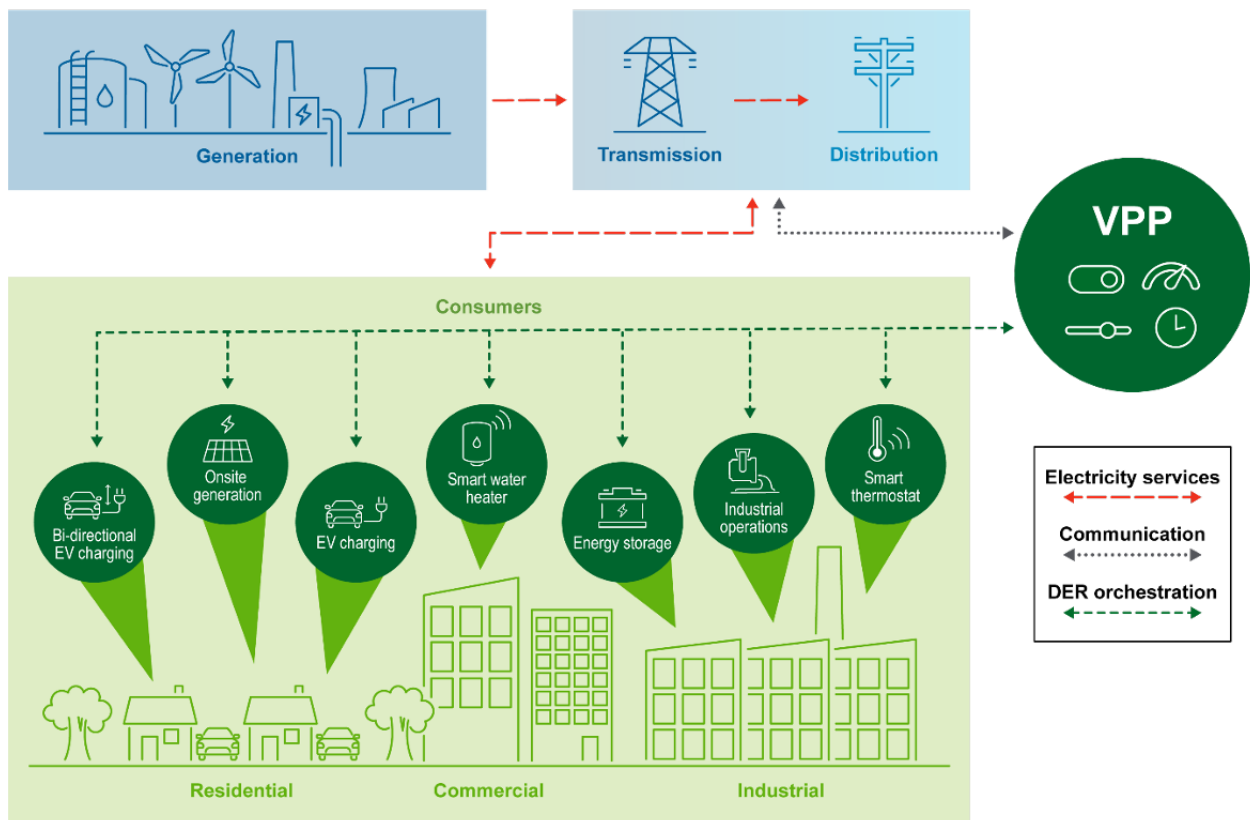 Generation
Transmission
Distribution
VPP
Consumers
Bi-directional
EV charging
Onsite
generation
EV charging
Smart water
heater
Energy storage
Industrial
operations
Smart
thermostat
Residential
Commercial
Industrial
Electricity services
Communication
DER orchestration